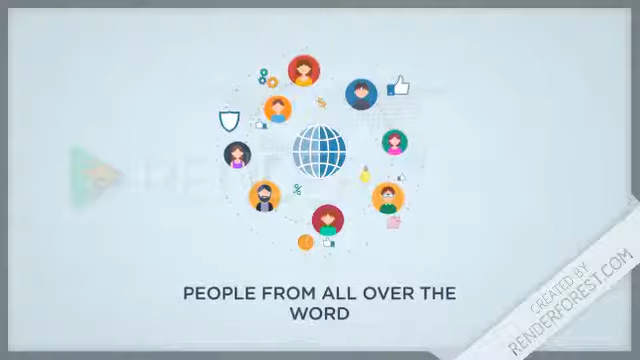 PEOPLE FROM ALL OVER THE
WORD
CREATED BY
RENDERFOREST.COM